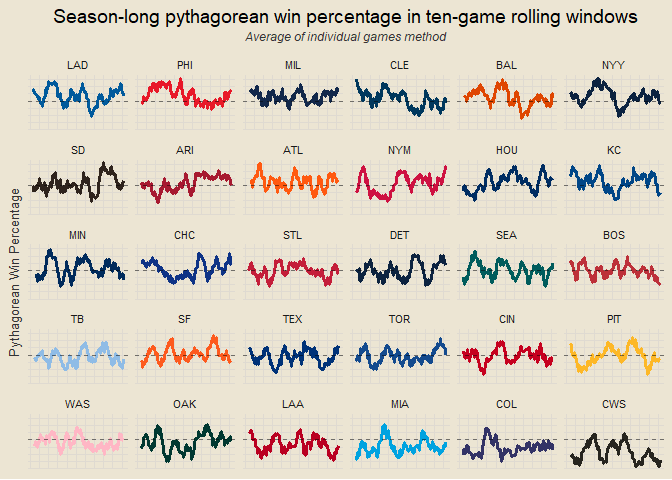 Season-long pythagorean win percentage in ten-game rolling windows
Average of individual games method
LAD PHI MIL CLE BAL NYY
SD ARI ATL NYM HOU KC
MIN CHC STL DET SEA BOS
TB SF TEX TOR CIN PIT
WAS OAK LAA MIA COL CWS
Pythagorean Win Percentage